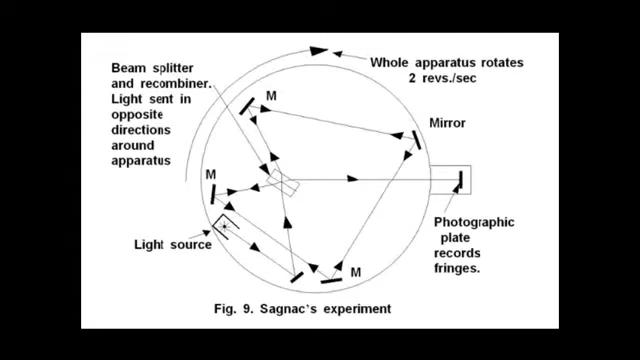 Beam splitter
and recombiner.
Light sent in
opposite
directions
around
apparatus
Whole apparatus rotates
2 revs./sec
M
Mirror
M
Light source
M
Photographic
plate
records
fringes.
Fig. 9. Sagnac's experiment